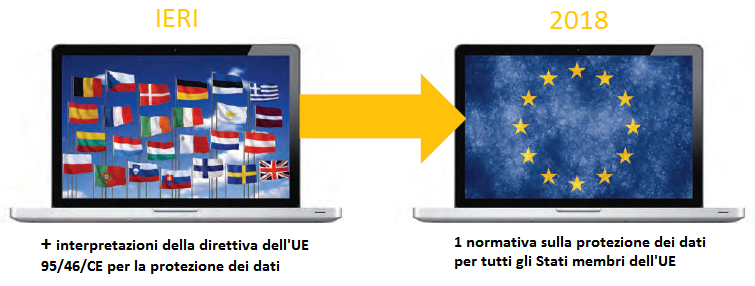 IERI
2018
+ interpretazioni della direttiva dell'UE
95/46/CE per la protezione dei dati
1 normativa sulla protezione dei dati
per tutti gli Stati membri dell'UE